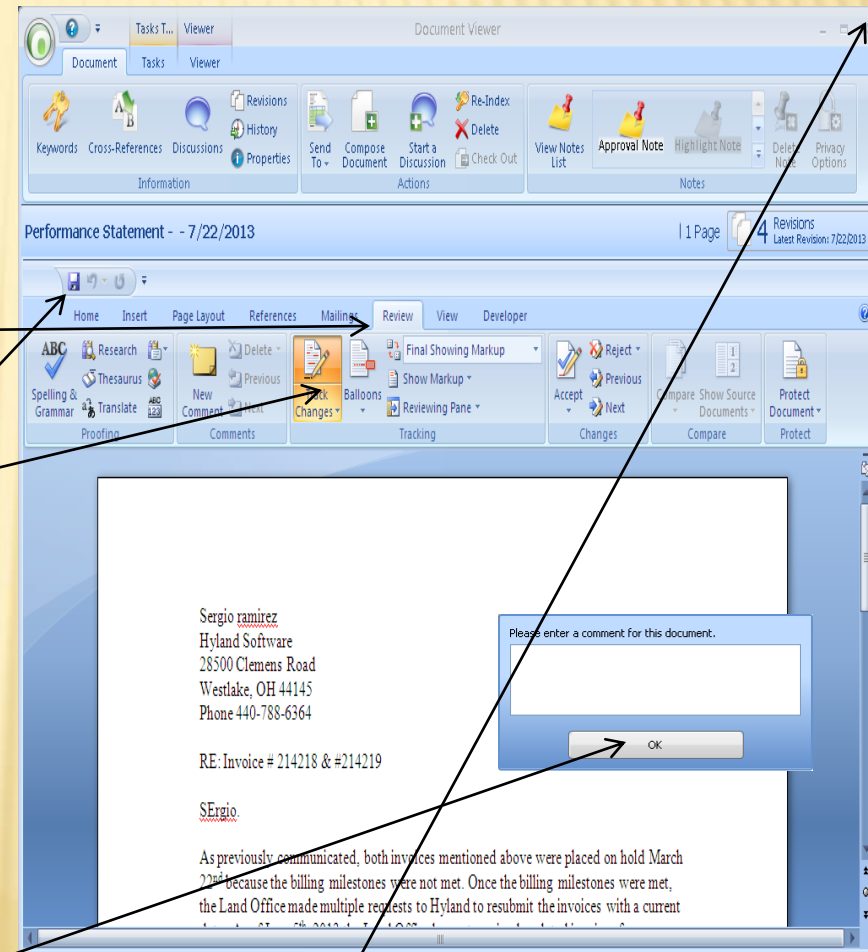 Tasks T... Viewer Document Viewer
Document Tasks Viewer
Keywords Cross-References Discussions Revisions History Properties
Information
Send To Compose Document Start a Discussion Re-Index Delete Check Out
Actions
View Notes List Approval Note Highlight Note Delete Note Privacy Options
Notes
Performance Statement - - 7/22/2013 | 1 Page 4 Revisions
Latest Revision: 7/22/2013
Home Insert Page Layout References Mailings Review View Developer
ABC Spelling & Grammar Research Thesaurus Translate
Proofing
New Comment Delete Previous Next
Comments
Track Changes Balloons Final Showing Markup Show Markup Reviewing Pane
Tracking
Accept Reject Previous Next
Changes
Compare Show Source Documents
Compare
Protect Document
Protect
Sergio ramirez
Hyland Software
28500 Clemens Road
Westlake, OH 44145
Phone 440-788-6364
RE: Invoice # 214218 & #214219
SErgio.
As previously communicated, both invoices mentioned above were placed on hold March
22nd because the billing milestones were not met. Once the billing milestones were met,
the Land Office made multiple requests to Hyland to resubmit the invoices with a current
Please enter a comment for this document.
OK